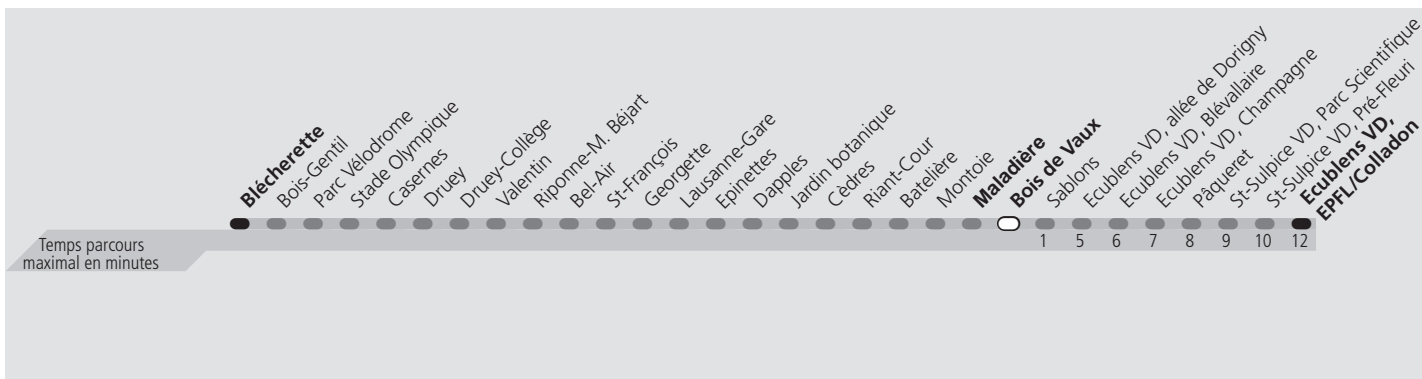 Blécherette
Bois-Gentil
Parc Vélodrome
Stade Olympique
Casernes
Druey
Druey-Collège
Valentin
Riponne-M. Béjart
Bel-Air
St-François
Georgette
Lausanne-Gare
Epinettes
Dapples
Jardin botanique
Cèdres
Riant-Cour
Batelière
Montoie
Maladière
Bois de Vaux
Sablons
Ecublens VD, allée de Dorigny
Ecublens VD, Blévallaire
Ecublens VD, Champagne
Pâqueret
St-Sulpice VD, Parc Scientifique
St-Sulpice VD, Pré-Fleuri
Ecublens VD,
EPFL/Colladon
Temps parcours
maximal en minutes
1 5 6 7 8 9 10 12